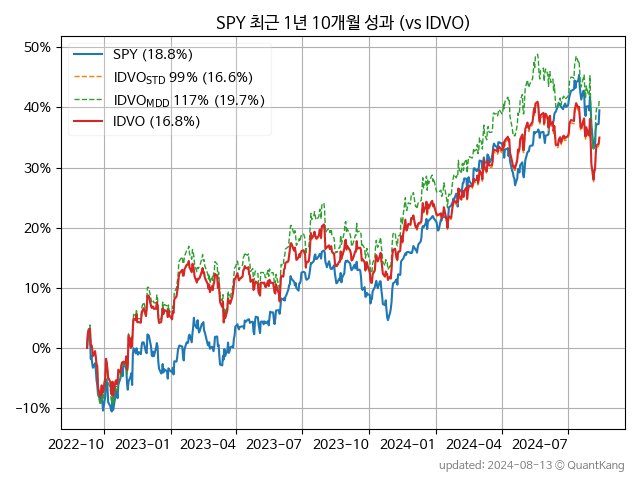 SPY 최근 1년 10개월 성과 (vs IDVO)
50%
40%
30%
20%
10%
0%
−10%
SPY (18.8%)
IDVO_STD 99% (16.6%)
IDVO_MDD 117% (19.7%)
IDVO (16.8%)
2022-10 2023-01 2023-04 2023-07 2023-10 2024-01 2024-04 2024-07
updated: 2024-08-13 © QuantKang